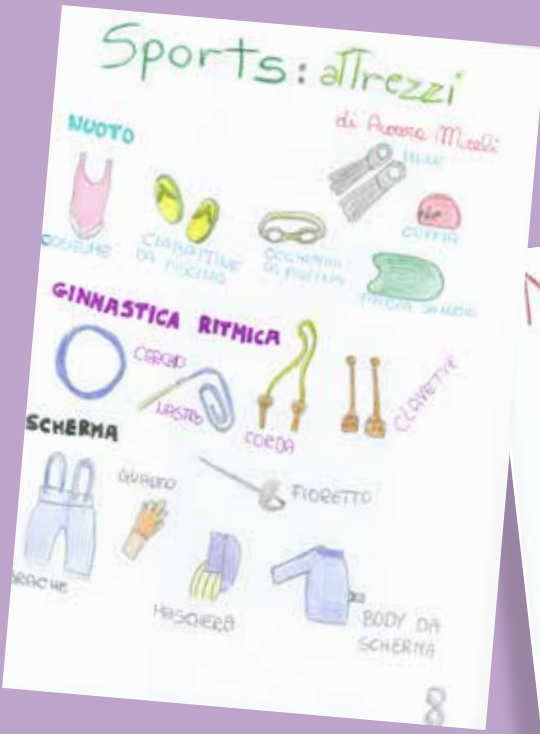 Sports: attrezzi
di Aurora Miceli
NUOTO
PINNE
COSTUME
CIABATTINE
DA PISCINA
OCCHIALINI
DA PISCINA
CUFFIA
GINNASTICA RITMICA
CERCHIO
NASTRO
CORDA
CLAVETTE
SCHERMA
GUANTO
FIORETTO
BRACHE
MASCHERA
BODY DA
SCHERMA
8